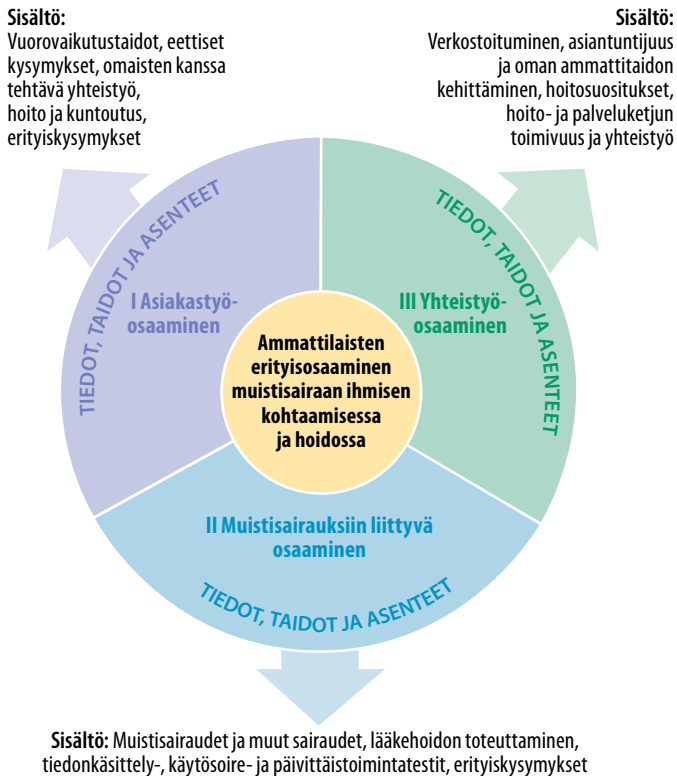 Sisältö:
Vuorovaikutustaidot, eettiset
kysymykset, omaisten kanssa
tehtävä yhteistyö,
hoito ja kuntoutus,
erityiskysymykset
Sisältö:
Verkostoituminen, asiantuntijuus
ja oman ammattitaidon
kehittäminen, hoitosuositukset,
hoito- ja palveluketjun
toimivuus ja yhteistyö
TIEDOT, TAIDOT JA ASENTEET
I Asiakastyö-
osaaminen
TIEDOT, TAIDOT JA ASENTEET
III Yhteistyö-
osaaminen
Ammattilaisten
erityisosaaminen
muistisairaan ihmisen
kohtaamisessa
ja hoidossa
II Muistisairauksiin liittyvä
osaaminen
TIEDOT, TAIDOT JA ASENTEET
Sisältö: Muistisairaudet ja muut sairaudet, lääkehoidon toteuttaminen,
tiedonkäsittely-, käytösoire- ja päivittäistoimintatestit, erityiskysymykset